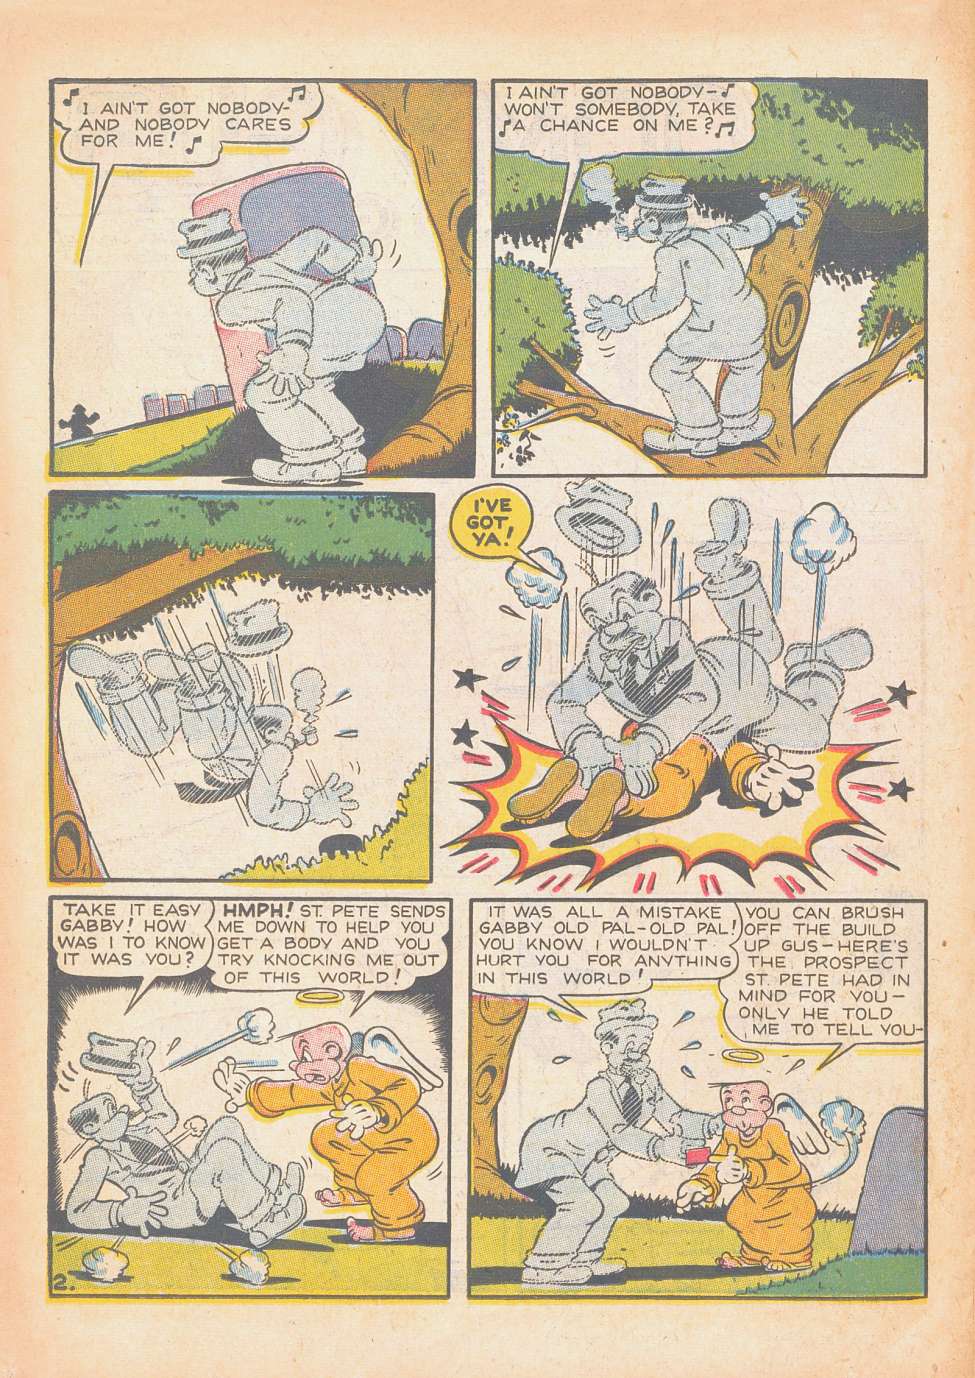 I AIN'T GOT NOBODY-
AND NOBODY CARES
FOR ME!
I AIN'T GOT NOBODY-
WON'T SOMEBODY, TAKE
A CHANCE ON ME?
I'VE
GOT
YA!
TAKE IT EASY
GABBY! HOW
WAS I TO KNOW
IT WAS YOU?
HMPH! ST. PETE SENDS
ME DOWN TO HELP YOU
GET A BODY AND YOU
TRY KNOCKING ME OUT
OF THIS WORLD!
IT WAS ALL A MISTAKE
GABBY OLD PAL-OLD PAL!
YOU KNOW I WOULDN'T
HURT YOU FOR ANYTHING
IN THIS WORLD!
YOU CAN BRUSH
OFF THE BUILD
UP GUS-HERE'S
THE PROSPECT
ST. PETE HAD IN
MIND FOR YOU-
ONLY HE TOLD
ME TO TELL YOU-
2.